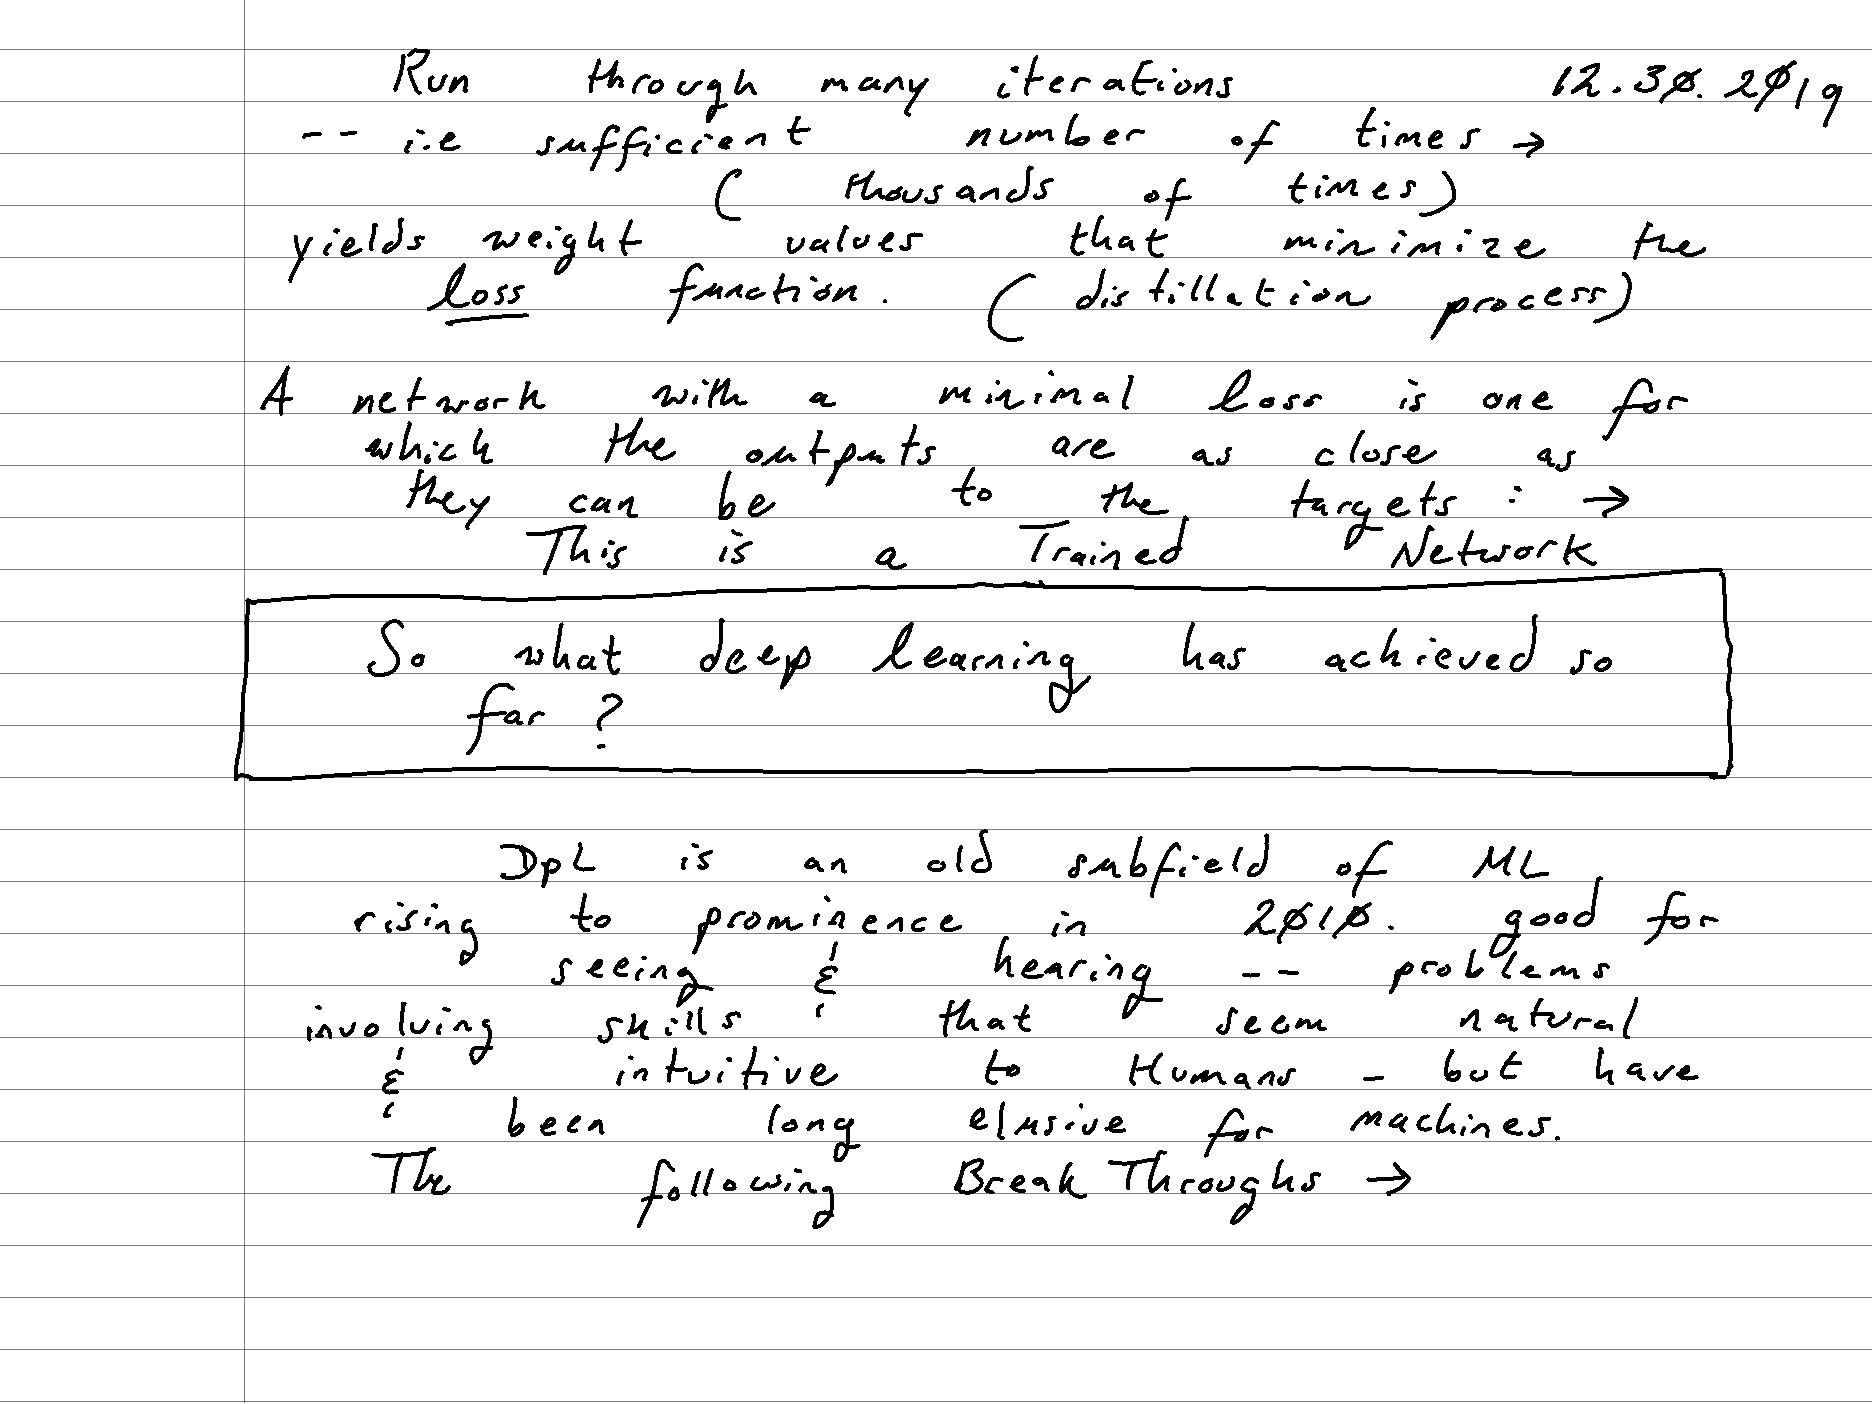 Run through many iterations 12.30.2019
-- i.e sufficient number of times →
( thousands of times)
yields weight values that minimize the
loss function. ( distillation process)
A network with a minimal loss is one for
which the outputs are as close as
they can be to the targets : →
This is a Trained Network
So what deep learning has achieved so
far ?
DpL is an old subfield of ML,
rising to prominence in 2010. good for
seeing & hearing -- problems
involving skills that seem natural
& intuitive to Humans - but have
been long elusive for machines.
The following Break Throughs →